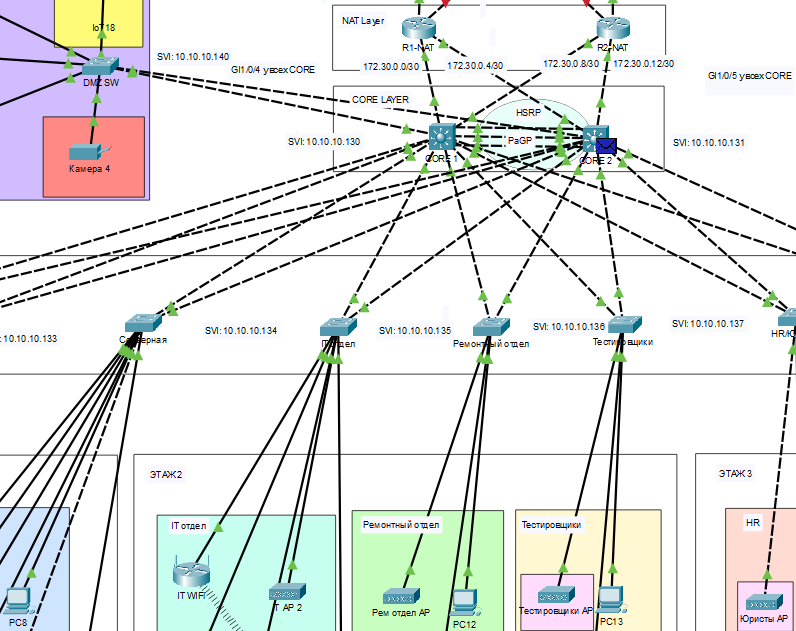 IoT18
NAT Layer
R1-NAT
R2-NAT
SVI: 10.10.10.140
DMZ SW
GI1/0/4 у всех CORE
172.30.0.0/30
172.30.0.4/30
172.30.0.8/30
172.30.0.12/30
GI1/0/5 у всех CORE
CORE LAYER
HSRP
SVI: 10.10.10.130
PaGP
SVI: 10.10.10.131
CORE 1
CORE 2
Камера 4
: 10.10.10.133
Серверная
SVI: 10.10.10.134
IT отдел
SVI: 10.10.10.135
Ремонтный отдел
SVI: 10.10.10.136
Тестировщики
SVI: 10.10.10.137
ЭТАЖ 2
ЭТАЖ 3
IT отдел
Ремонтный отдел
Тестировщики
HR
PC8
IT WIFI
AP 2
Рем отдел AP
PC12
Тестировщики AP
PC13
Юристы AP